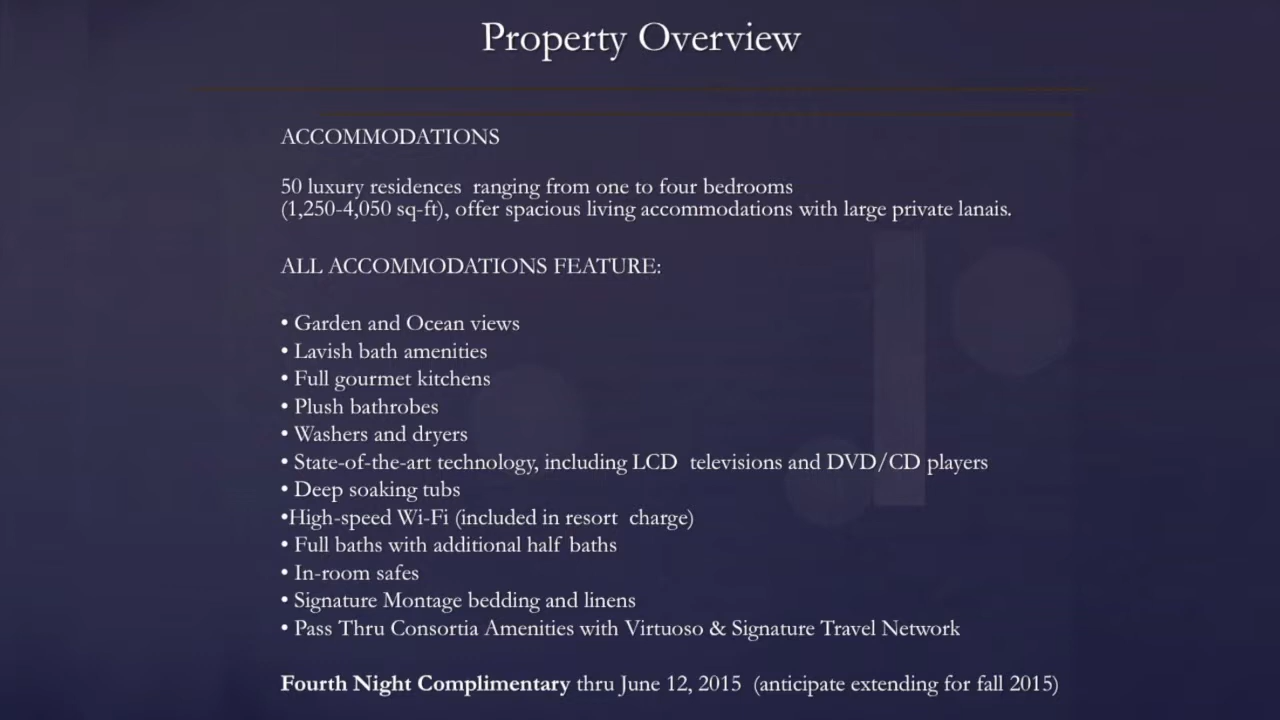 Property Overview
ACCOMMODATIONS
50 luxury residences  ranging from one to four bedrooms
(1,250-4,050 sq-ft), offer spacious living accommodations with large private lanais.
ALL ACCOMMODATIONS FEATURE:
• Garden and Ocean views
• Lavish bath amenities
• Full gourmet kitchens
• Plush bathrobes
• Washers and dryers
• State-of-the-art technology, including LCD  televisions and DVD/CD players
• Deep soaking tubs
•High-speed Wi-Fi (included in resort  charge)
• Full baths with additional half baths
• In-room safes
• Signature Montage bedding and linens
• Pass Thru Consortia Amenities with Virtuoso & Signature Travel Network
Fourth Night Complimentary thru June 12, 2015  (anticipate extending for fall 2015)